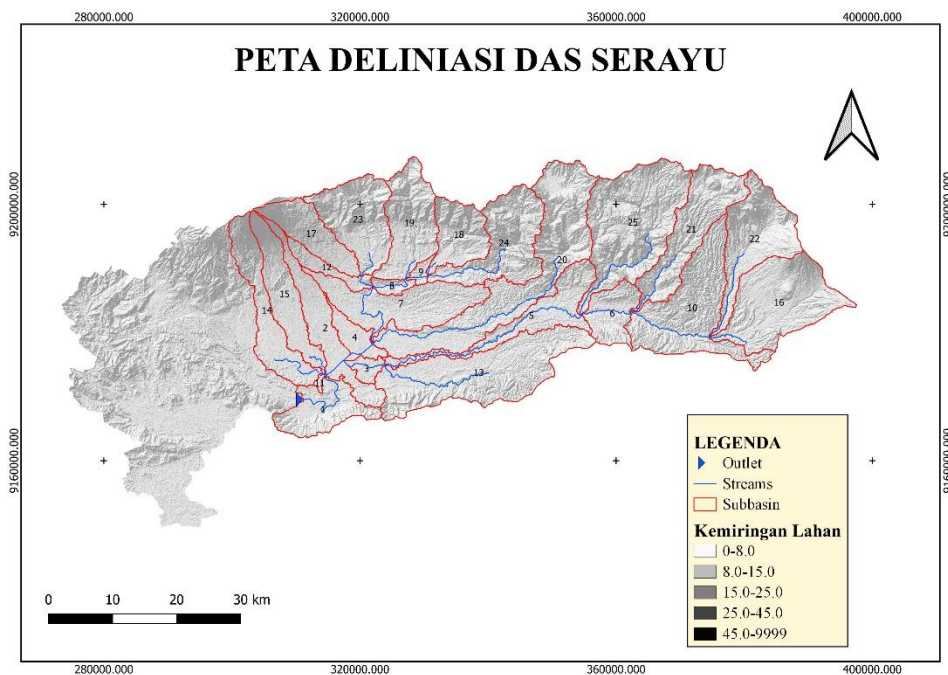 280000.000 320000.000 360000.000 400000.000
PETA DELINIASI DAS SERAYU
9200000.000 9200000.000
23 19 18 24 25 21 22
17 12 9 8 7 20
14 15 2 4 5 6 10 16
11 3 13 1
9160000.000 9160000.000
LEGENDA
Outlet
Streams
Subbasin
Kemiringan Lahan
0-8.0
8.0-15.0
15.0-25.0
25.0-45.0
45.0-9999
0 10 20 30 km
280000.000 320000.000 360000.000 400000.000